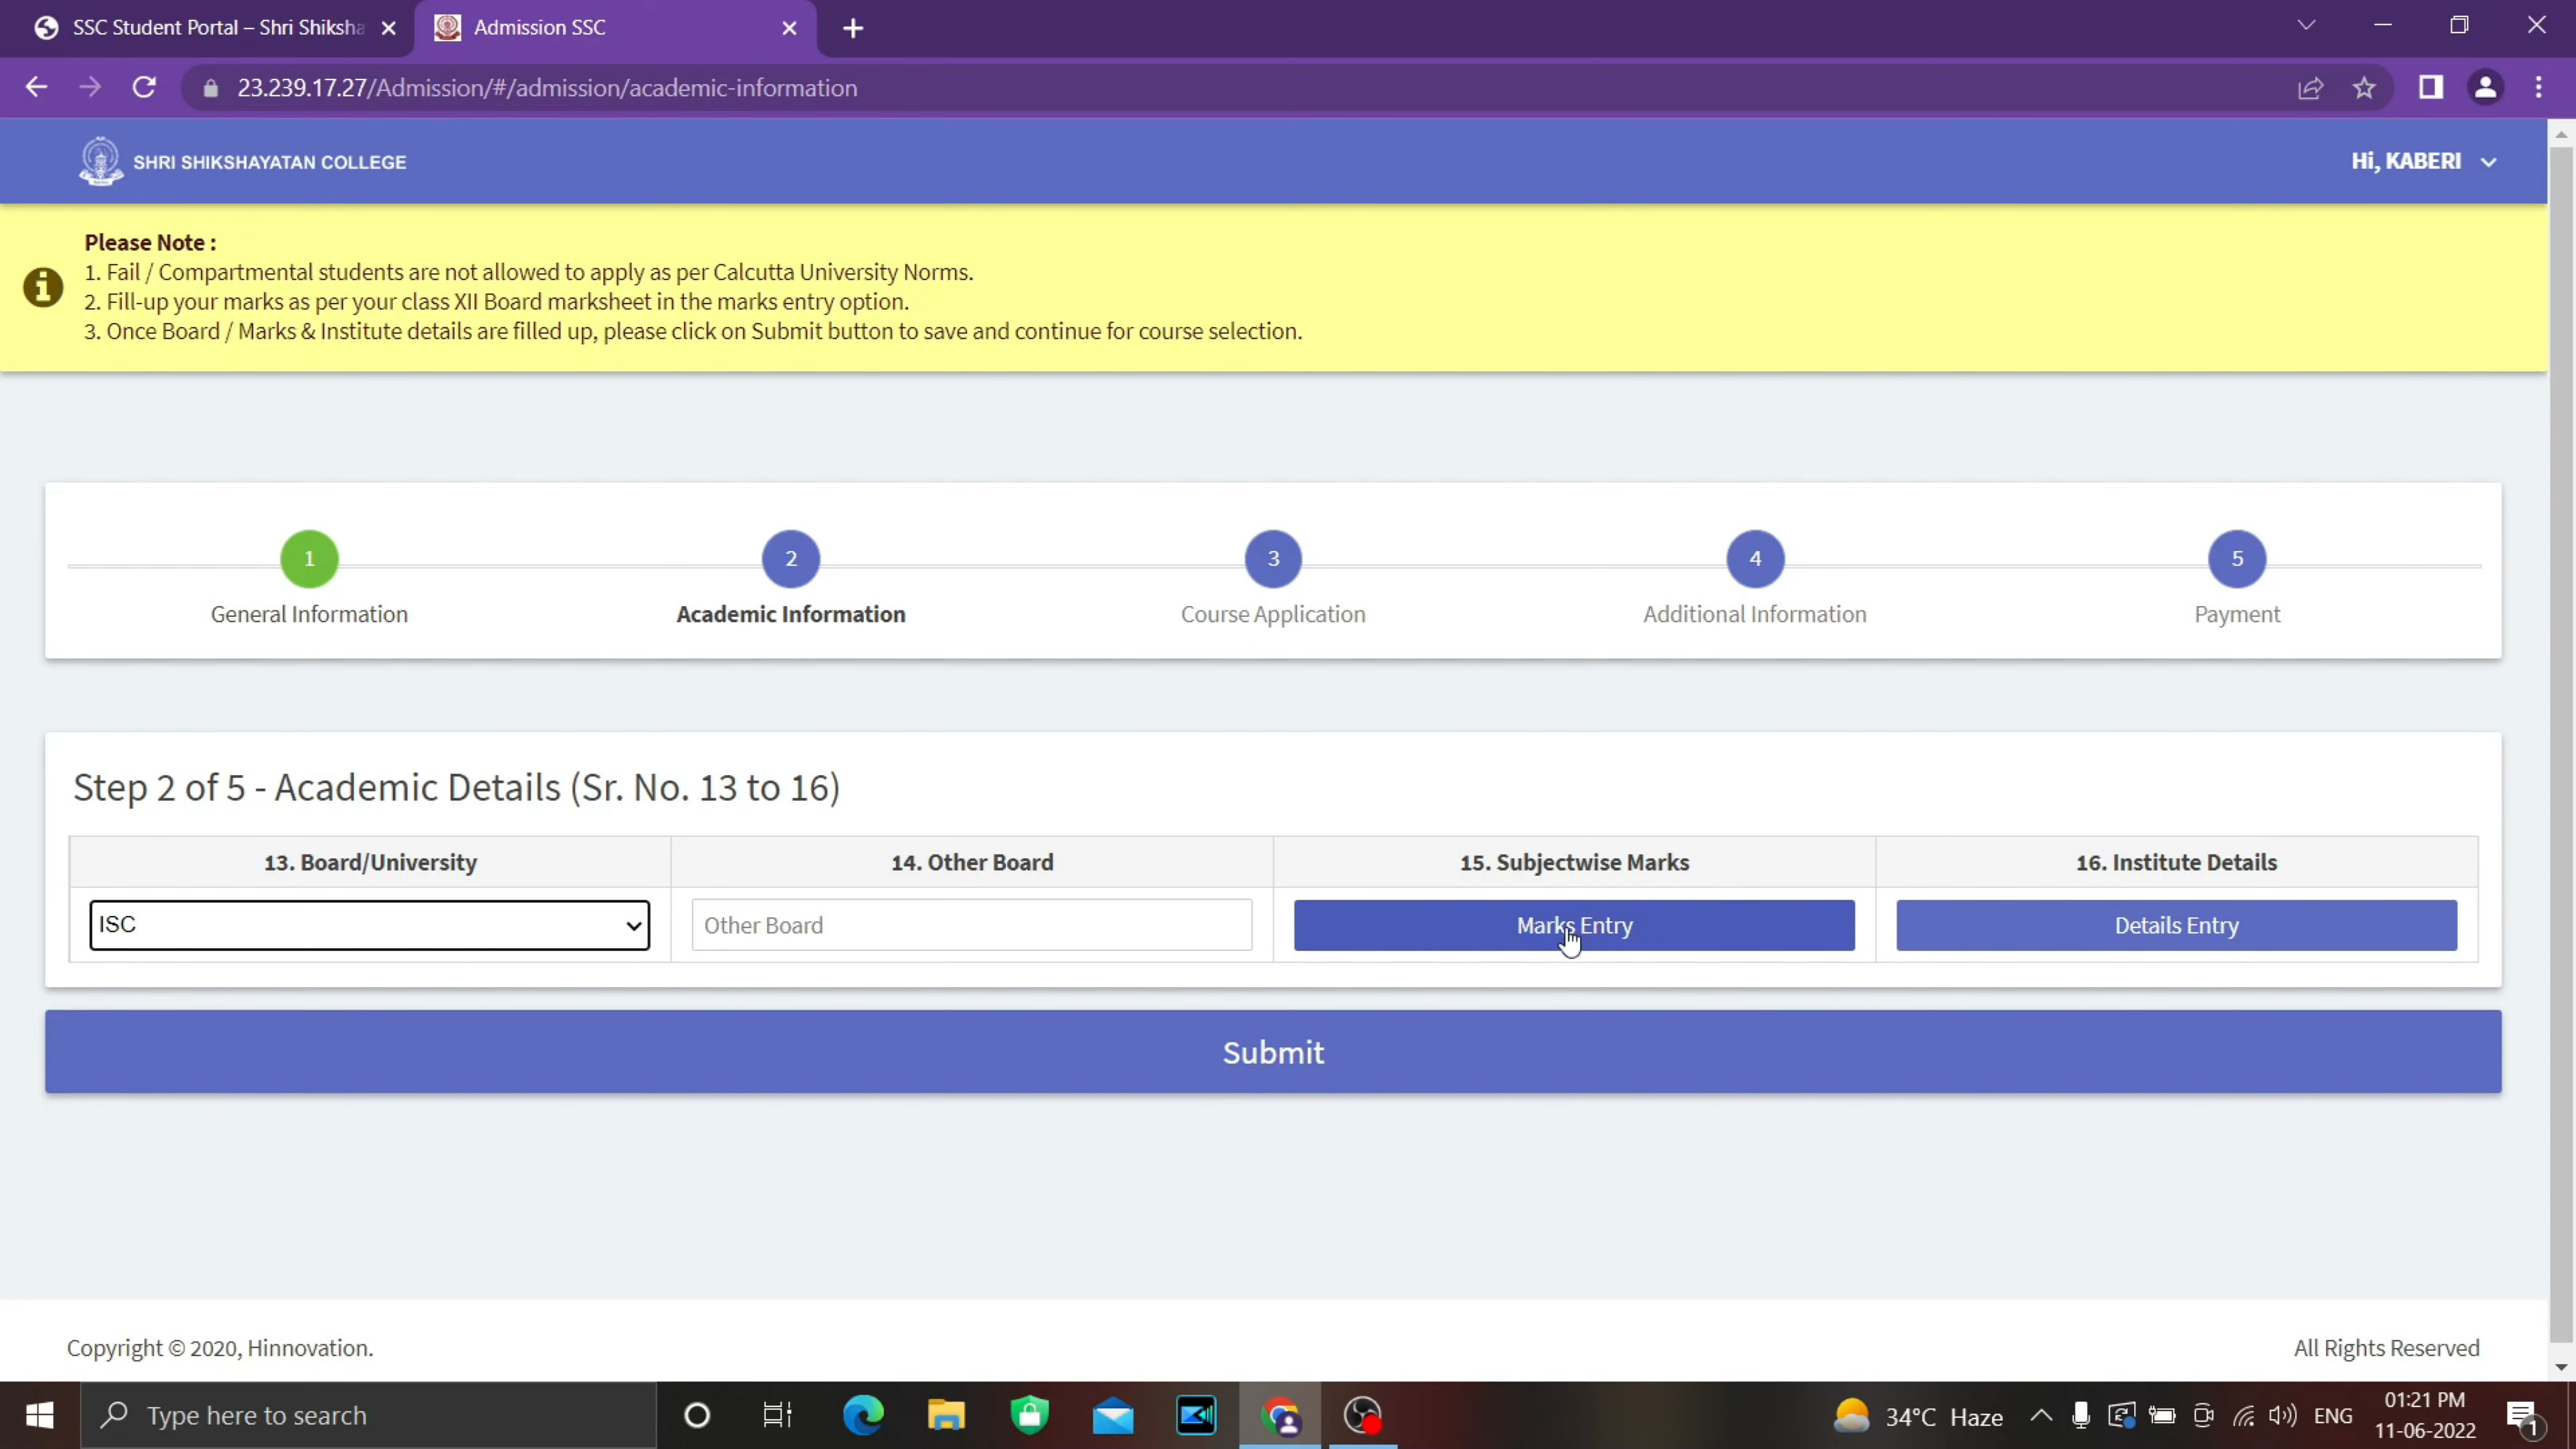 SSC Student Portal – Shri Shiksha
Admission SSC
23.239.17.27/Admission/#/admission/academic-information
SHRI SHIKSHAYATAN COLLEGE
Hi, KABERI
Please Note :
1. Fail / Compartmental students are not allowed to apply as per Calcutta University Norms.
2. Fill-up your marks as per your class XII Board marksheet in the marks entry option.
3. Once Board / Marks & Institute details are filled up, please click on Submit button to save and continue for course selection.
1 2 3 4 5
General Information Academic Information Course Application Additional Information Payment
Step 2 of 5 - Academic Details (Sr. No. 13 to 16)
13. Board/University 14. Other Board 15. Subjectwise Marks 16. Institute Details
ISC Other Board Marks Entry Details Entry
Submit
Copyright © 2020, Hinnovation. All Rights Reserved
Type here to search
34°C Haze
ENG
01:21 PM
11-06-2022
1